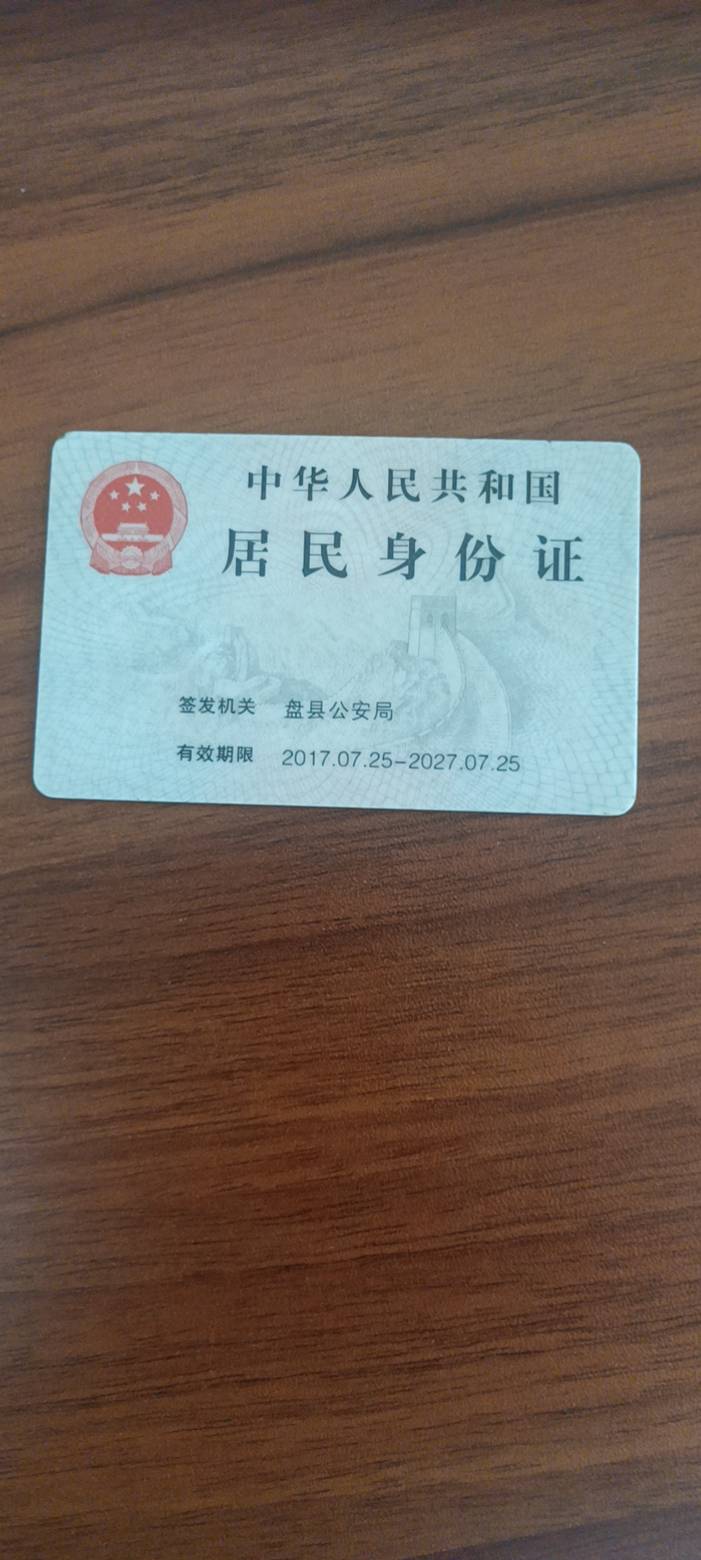 中华人民共和国
居民身份证
签发机关 盘县公安局
有效期限 2017.07.25-2027.07.25